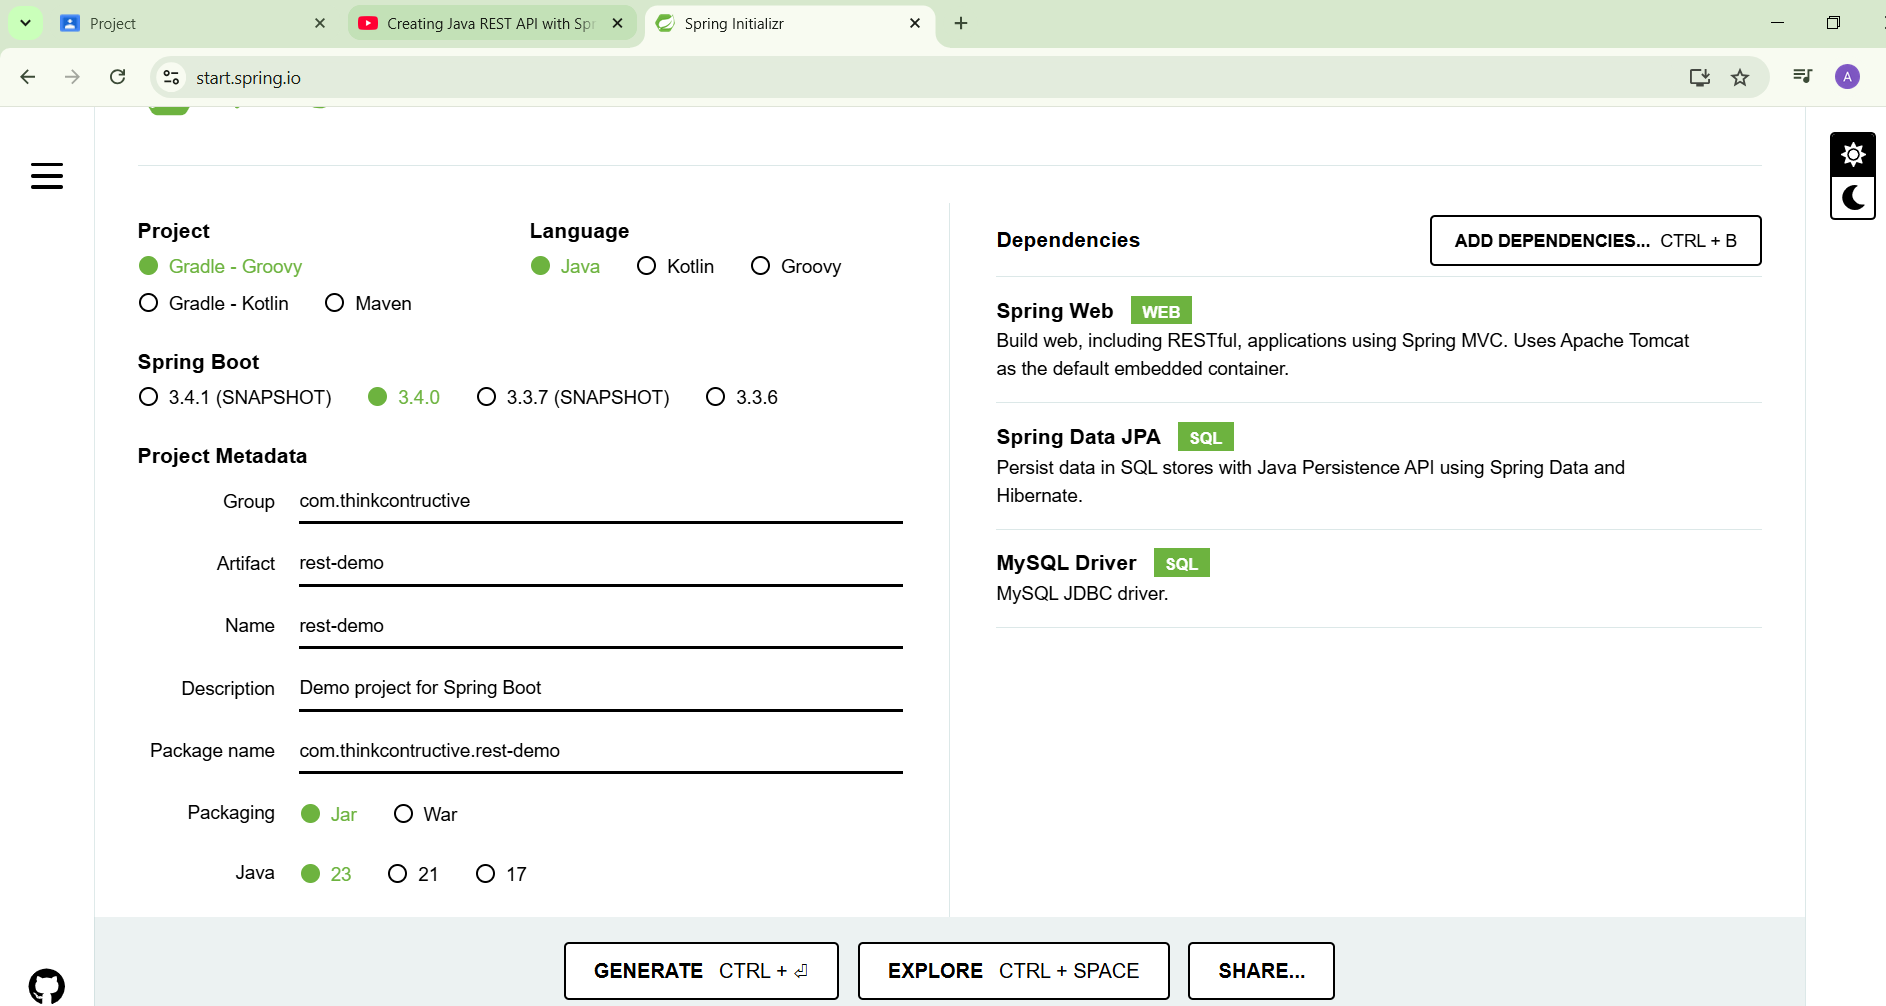 Project
Creating Java REST API with Spr
Spring Initializr
start.spring.io
A
Project
Gradle - Groovy
Gradle - Kotlin
Maven
Language
Java
Kotlin
Groovy
Spring Boot
3.4.1 (SNAPSHOT)
3.4.0
3.3.7 (SNAPSHOT)
3.3.6
Project Metadata
Group com.thinkcontructive
Artifact rest-demo
Name rest-demo
Description Demo project for Spring Boot
Package name com.thinkcontructive.rest-demo
Packaging Jar War
Java 23 21 17
Dependencies
ADD DEPENDENCIES... CTRL + B
Spring Web WEB
Build web, including RESTful, applications using Spring MVC. Uses Apache Tomcat
as the default embedded container.
Spring Data JPA SQL
Persist data in SQL stores with Java Persistence API using Spring Data and
Hibernate.
MySQL Driver SQL
MySQL JDBC driver.
GENERATE CTRL + ⏎
EXPLORE CTRL + SPACE
SHARE...